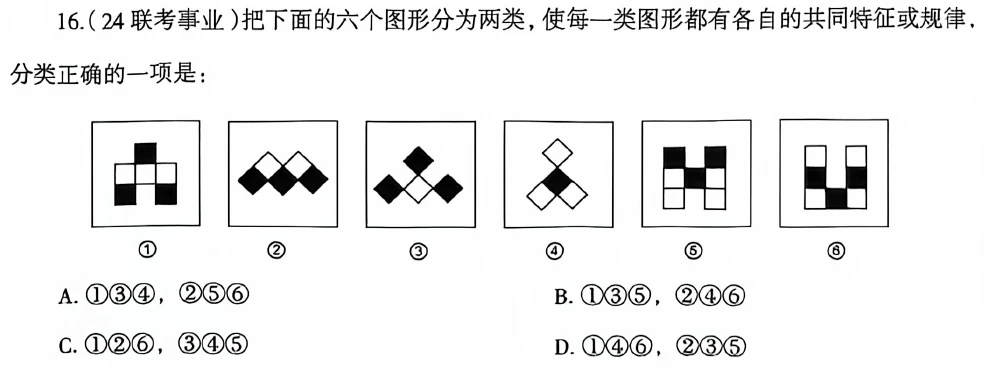 16.(24联考事业)把下面的六个图形分为两类,使每一类图形都有各自的共同特征或规律,
分类正确的一项是:
① ② ③ ④ ⑤ ⑥
A. ①③④, ②⑤⑥ B. ①③⑤, ②④⑥
C. ①②⑥, ③④⑤ D. ①④⑥, ②③⑤